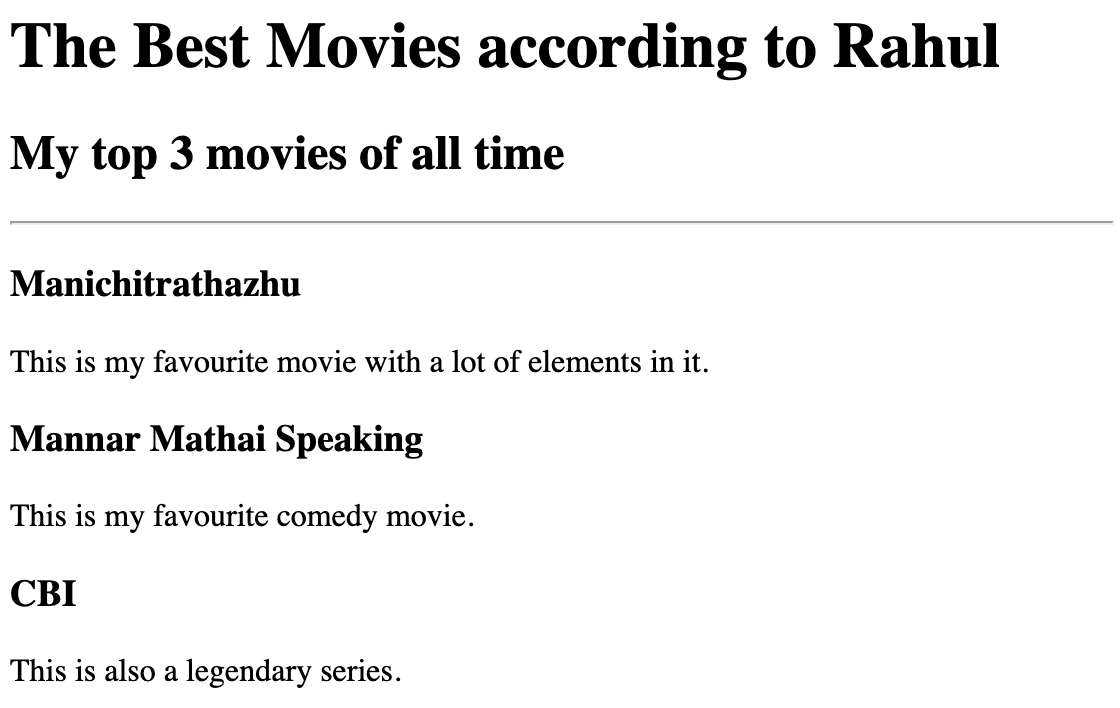 The Best Movies according to Rahul
My top 3 movies of all time
Manichitrathazhu
This is my favourite movie with a lot of elements in it.
Mannar Mathai Speaking
This is my favourite comedy movie.
CBI
This is also a legendary series.